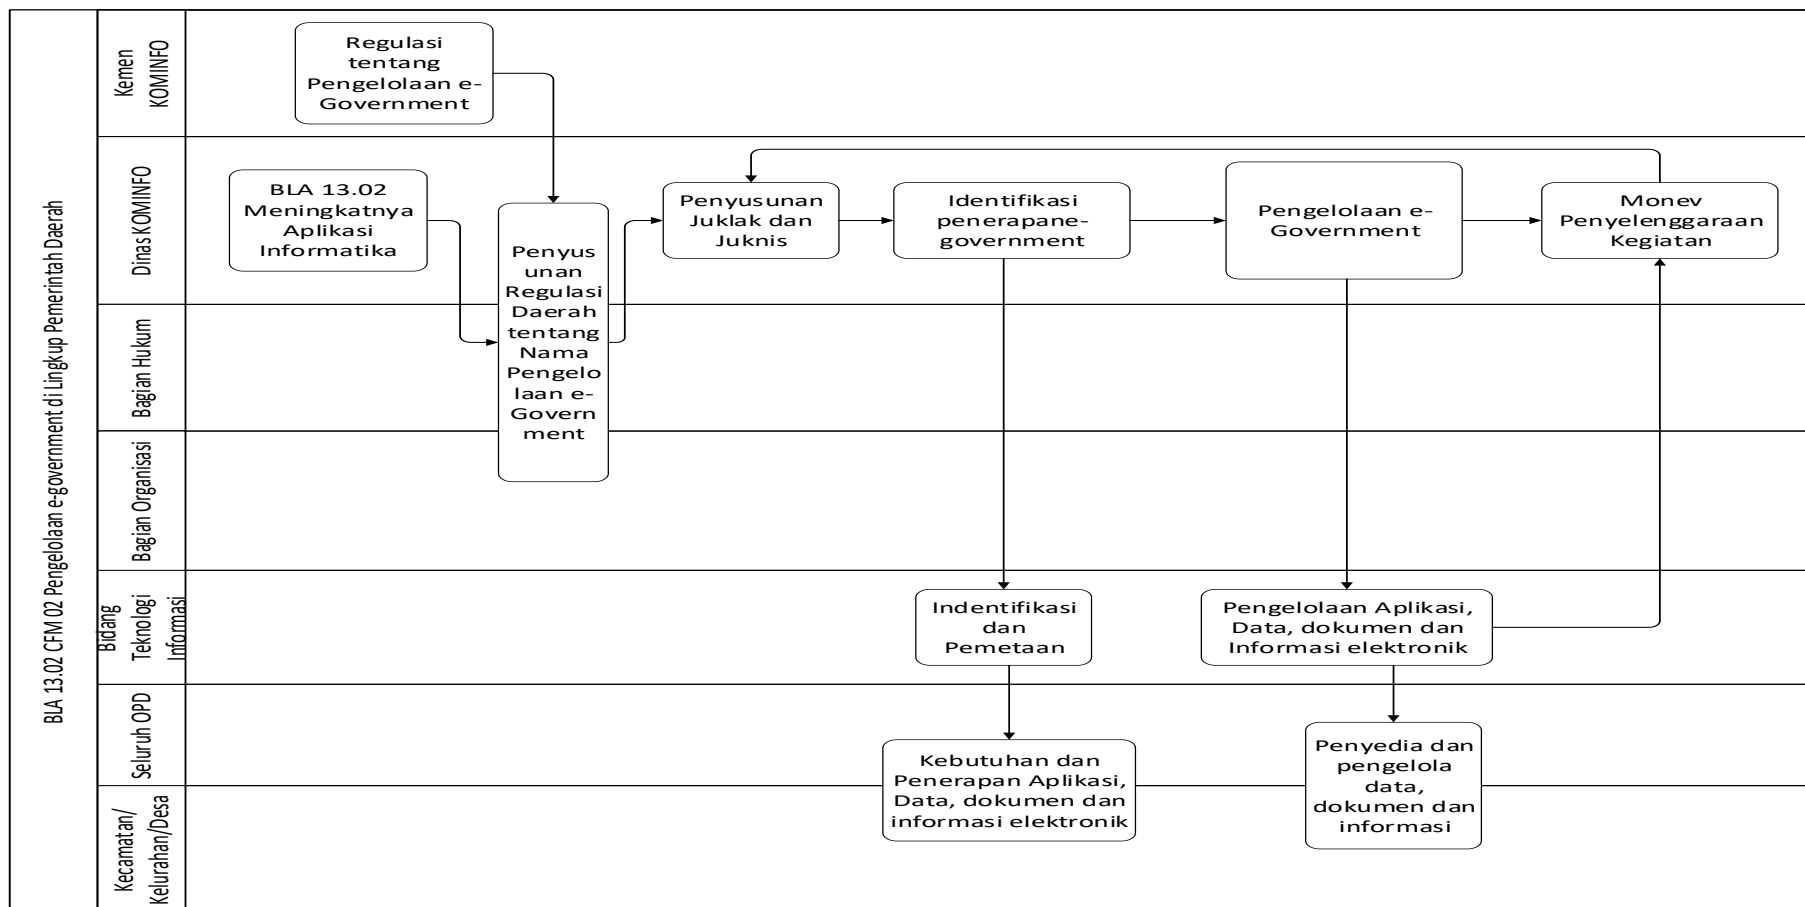 BLA 13.02 CFM 02 Pengelolaan e-government di Lingkup Pemerintah Daerah
Kemen
KOMINFO
Regulasi
tentang
Pengelolaan e-
Government
Dinas KOMINFO
BLA 13.02
Meningkatnya
Aplikasi
Informatika
Penyus
unan
Regulasi
Daerah
tentang
Nama
Pengelo
laan e-
Govern
ment
Penyusunan
Juklak dan
Juknis
Identifikasi
penerapane-
government
Pengelolaan e-
Government
Monev
Penyelenggaraan
Kegiatan
Bagian Hukum
Bagian Organisasi
Bidang
Teknologi
Informasi
Indentifikasi
dan
Pemetaan
Pengelolaan Aplikasi,
Data, dokumen dan
Informasi elektronik
Seluruh OPD
Kebutuhan dan
Penerapan Aplikasi,
Data, dokumen dan
informasi elektronik
Penyedia dan
pengelola
data,
dokumen dan
informasi
Kecamatan/
Kelurahan/Desa